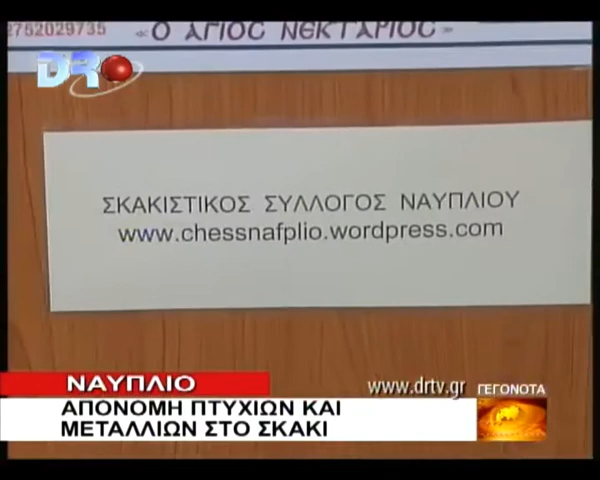 2752029735 «Ο ΑΓΙΟΣ ΝΕΚΤΑΡΙΟΣ»
DRO
ΣΚΑΚΙΣΤΙΚΟΣ ΣΥΛΛΟΓΟΣ ΝΑΥΠΛΙΟΥ
www.chessnafplio.wordpress.com
ΝΑΥΠΛΙΟ
www.drtv.gr ΓΕΓΟΝΟΤΑ
ΑΠΟΝΟΜΗ ΠΤΥΧΙΩΝ ΚΑΙ
ΜΕΤΑΛΛΙΩΝ ΣΤΟ ΣΚΑΚΙ